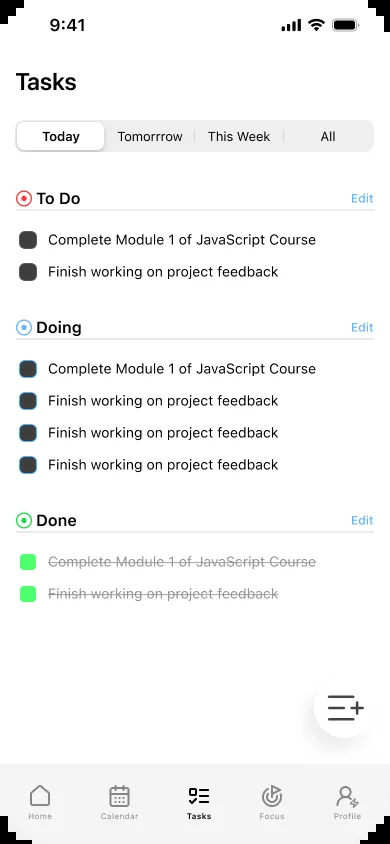 9:41
Tasks
Today Tomorrrow This Week All
To Do Edit
Complete Module 1 of JavaScript Course
Finish working on project feedback
Doing Edit
Complete Module 1 of JavaScript Course
Finish working on project feedback
Finish working on project feedback
Finish working on project feedback
Done Edit
Complete Module 1 of JavaScript Course
Finish working on project feedback
Home Calendar Tasks Focus Profile